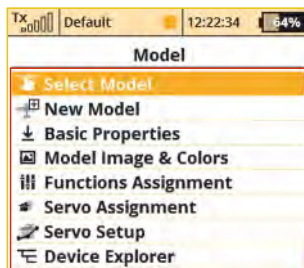 Tx Default 12:22:34 64%
Model
Select Model
New Model
Basic Properties
Model Image & Colors
Functions Assignment
Servo Assignment
Servo Setup
Device Explorer